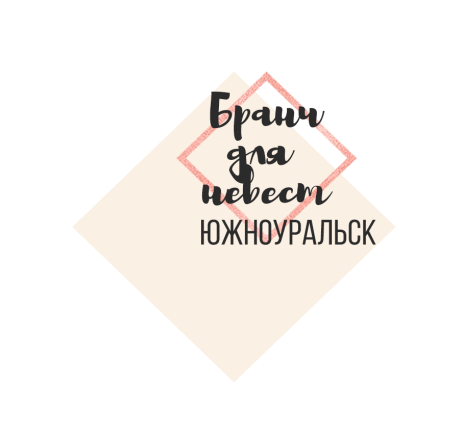 Бранч
для
невест
ЮЖНОУРАЛЬСК